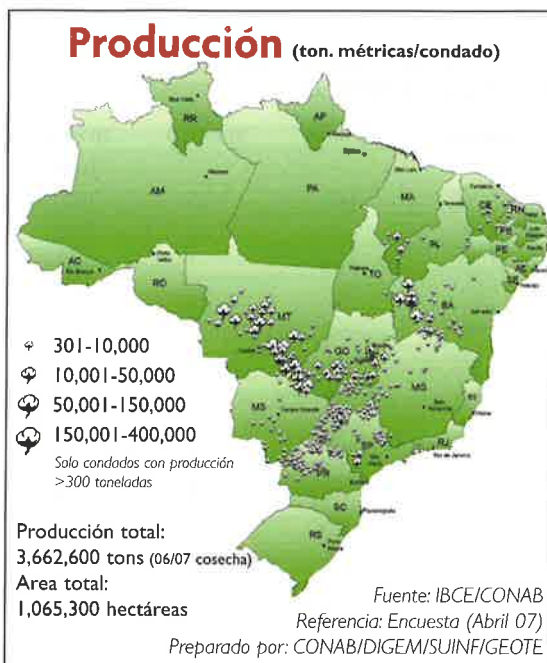 Producción (ton. métricas/condado)
RR
AP
AM
PA
MA
CE
RN
PB
PE
PI
AC
TO
RO
BA
MT
GO
MG
MS
ES
SP
RJ
PR
SC
RS
301-10,000
10,001-50,000
50,001-150,000
150,001-400,000
Solo condados con producción
>300 toneladas
Producción total:
3,662,600 tons (06/07 cosecha)
Area total:
1,065,300 hectáreas
Fuente: IBCE/CONAB
Referencia: Encuesta (Abril 07)
Preparado por: CONAB/DIGEM/SUINF/GEOTE